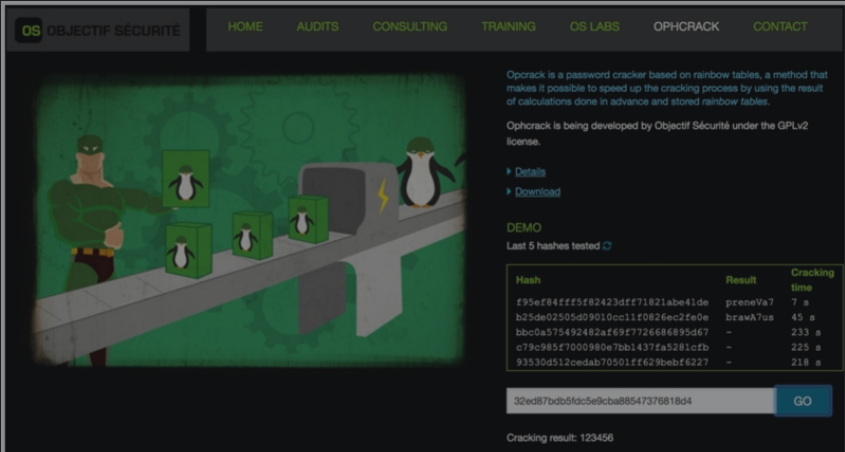 OS OBJECTIF SÉCURITÉ
HOME AUDITS CONSULTING TRAINING OS LABS OPHCRACK CONTACT
Opcrack is a password cracker based on rainbow tables, a method that
makes it possible to speed up the cracking process by using the result
of calculations done in advance and stored rainbow tables.
Ophcrack is being developed by Objectif Sécurité under the GPLv2
license.
Details
Download
DEMO
Last 5 hashes tested
Hash Result Cracking time
f95ef84fff5f82423dff71821abe41de preneVa7 7 s
b25de02505d09010cc11f0826ec2fe0e brawA7us 45 s
bbc0a575492482af69f7726686895d67 - 233 s
c79c985f7000980e7bb1437fa5281cfb - 225 s
93530d512cedab70501ff629bebf6227 - 218 s
32ed87bdb5fdc5e9cba88547376818d4 GO
Cracking result: 123456